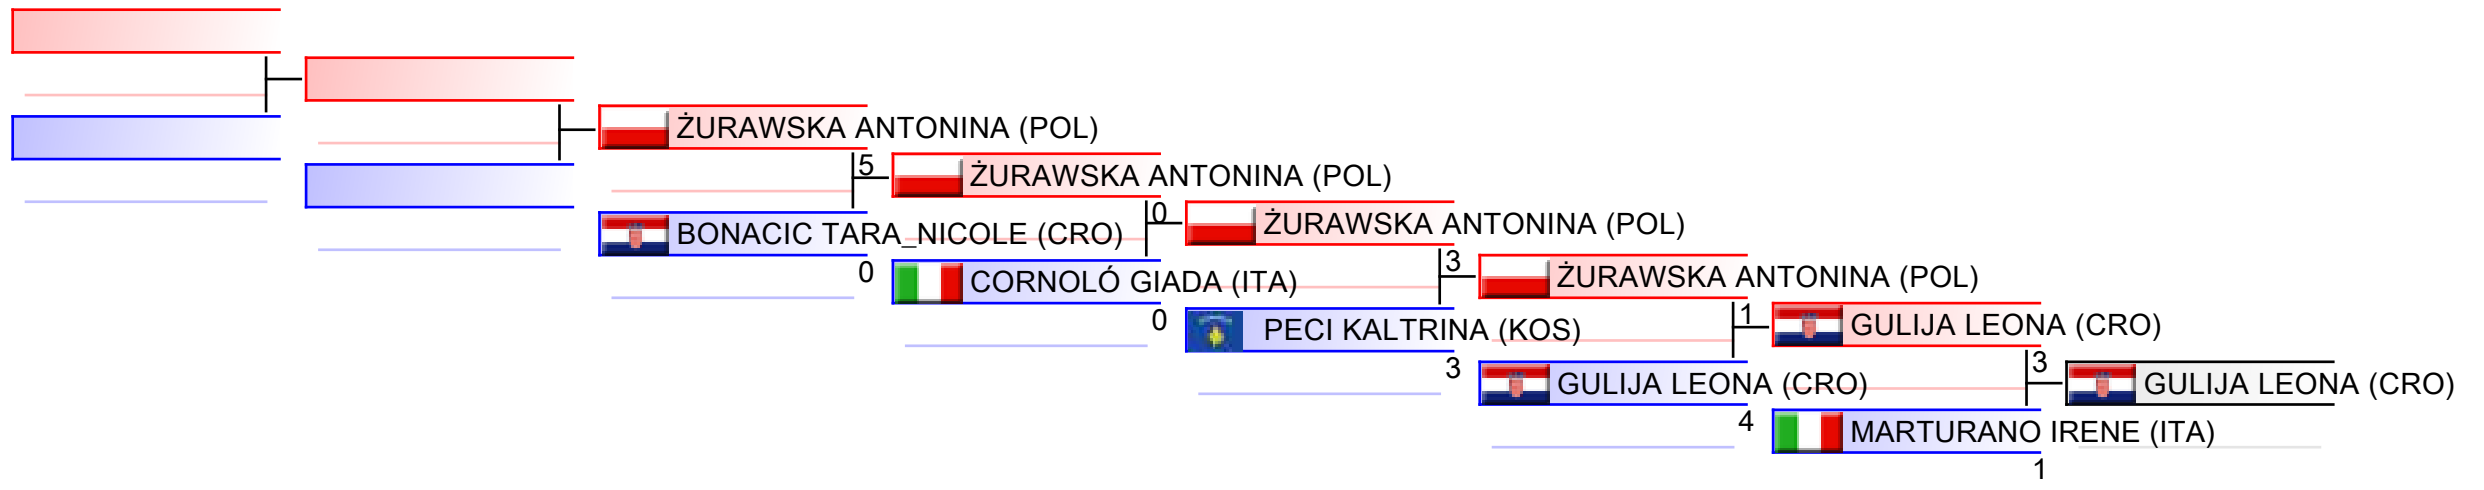 ŻURAWSKA ANTONINA (POL)
5
ŻURAWSKA ANTONINA (POL)
BONACIC TARA_NICOLE (CRO)
0
0
ŻURAWSKA ANTONINA (POL)
CORNOLÓ GIADA (ITA)
0
3
ŻURAWSKA ANTONINA (POL)
PECI KALTRINA (KOS)
3
1
GULIJA LEONA (CRO)
GULIJA LEONA (CRO)
4
3
GULIJA LEONA (CRO)
MARTURANO IRENE (ITA)
1